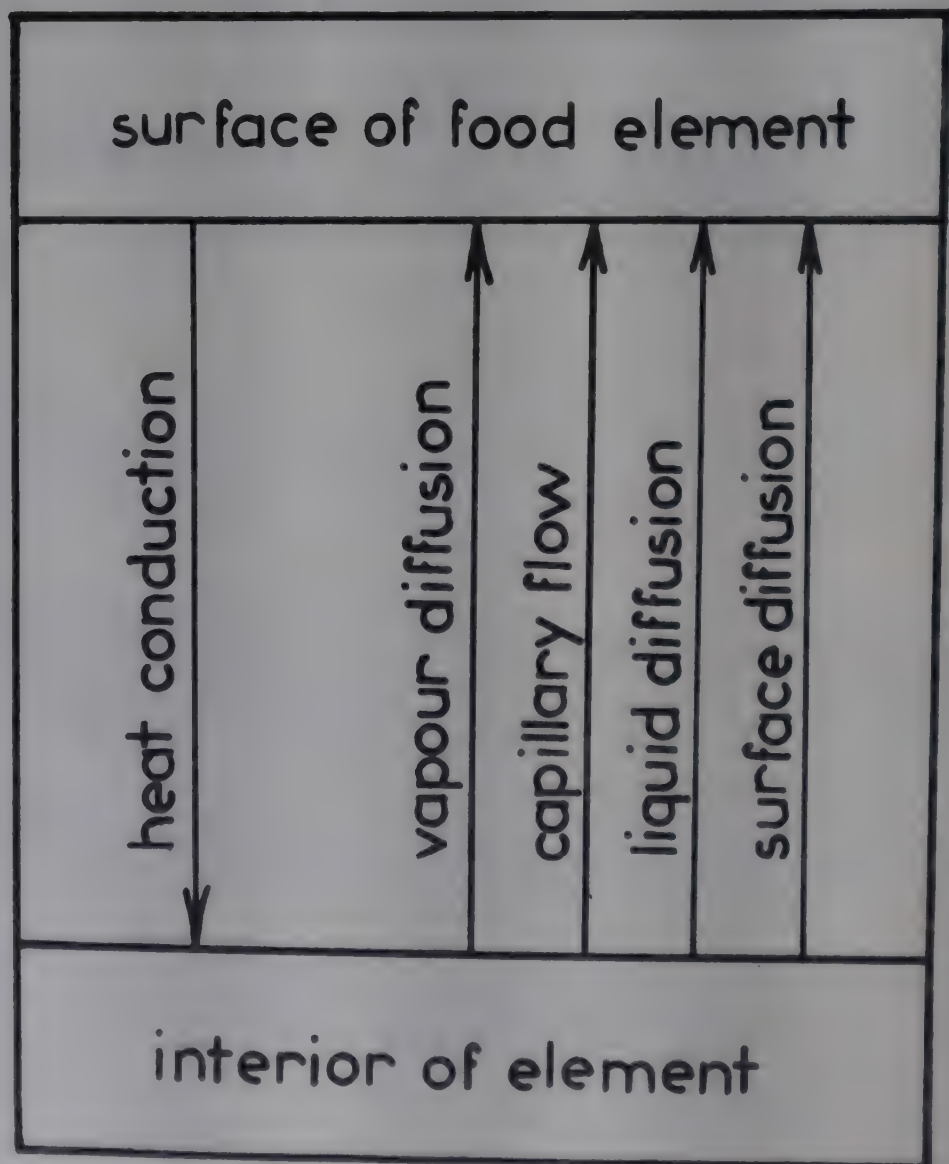 surface of food element
heat conduction
vapour diffusion
capillary flow
liquid diffusion
surface diffusion
interior of element